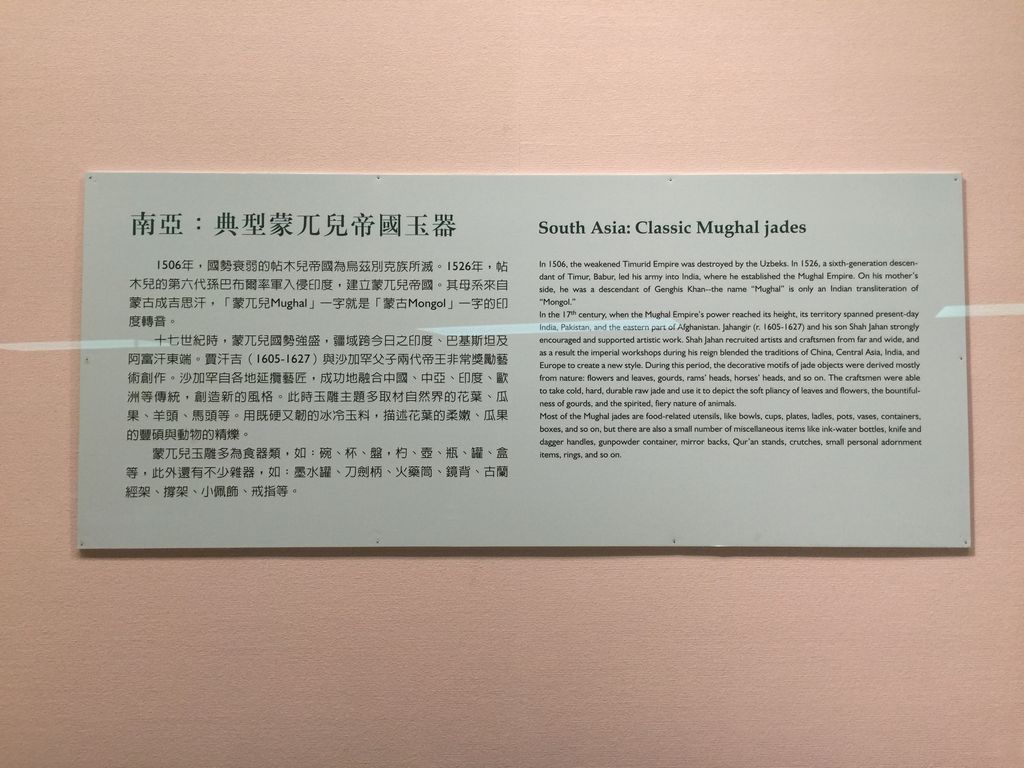 南亞：典型蒙兀兒帝國玉器
1506年，國勢衰弱的帖木兒帝國為烏茲別克族所滅。1526年，帖
木兒的第六代孫巴布爾率軍入侵印度，建立蒙兀兒帝國。其母系來自
蒙古成吉思汗，「蒙兀兒Mughal」一字就是「蒙古Mongol」一字的印
度轉音。
十七世紀時，蒙兀兒國勢強盛，疆域跨今日之印度、巴基斯坦及
阿富汗東端。賈汗吉（1605-1627）與沙加罕父子兩代帝王非常獎勵藝
術創作。沙加罕自各地延攬藝匠，成功地融合中國、中亞、印度、歐
洲等傳統，創造新的風格。此時玉雕主題多取材自然界的花葉、瓜
果、羊頭、馬頭等。用既硬又韌的冰冷玉料，描述花葉的柔嫩、瓜果
的豐碩與動物的精爍。
蒙兀兒玉雕多為食器類，如：碗、杯、盤，杓、壺、瓶、罐、盒
等，此外還有不少雜器，如：墨水罐、刀劍柄、火藥筒、鏡背、古蘭
經架、撐架、小佩飾、戒指等。
South Asia: Classic Mughal jades
In 1506, the weakened Timurid Empire was destroyed by the Uzbeks. In 1526, a sixth-generation descen-
dant of Timur, Babur, led his army into India, where he established the Mughal Empire. On his mother's
side, he was a descendant of Genghis Khan--the name "Mughal" is only an Indian transliteration of
"Mongol."
In the 17th century, when the Mughal Empire's power reached its height, its territory spanned present-day
India, Pakistan, and the eastern part of Afghanistan. Jahangir (r. 1605-1627) and his son Shah Jahan strongly
encouraged and supported artistic work. Shah Jahan recruited artists and craftsmen from far and wide, and
as a result the imperial workshops during his reign blended the traditions of China, Central Asia, India, and
Europe to create a new style. During this period, the decorative motifs of jade objects were derived mostly
from nature: flowers and leaves, gourds, rams' heads, horses' heads, and so on. The craftsmen were able
to take cold, hard, durable raw jade and use it to depict the soft pliancy of leaves and flowers, the bountiful-
ness of gourds, and the spirited, fiery nature of animals.
Most of the Mughal jades are food-related utensils, like bowls, cups, plates, ladles, pots, vases, containers,
boxes, and so on, but there are also a small number of miscellaneous items like ink-water bottles, knife and
dagger handles, gunpowder container, mirror backs, Qur'an stands, crutches, small personal adornment
items, rings, and so on.